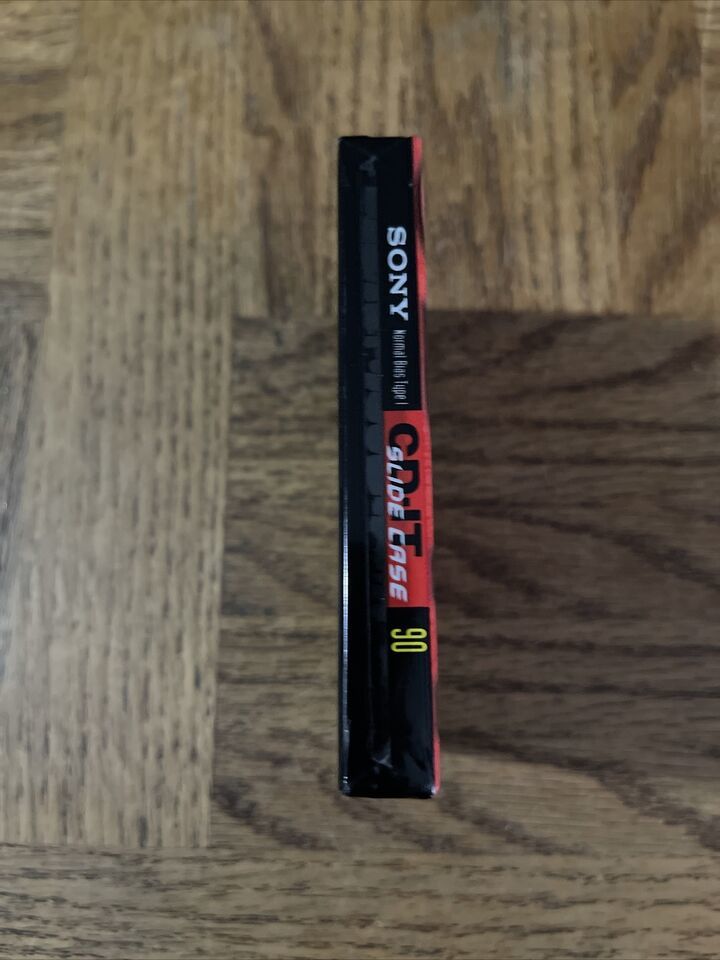 SONY Normal Bias Type I
CD-IT
SLIDE CASE
90